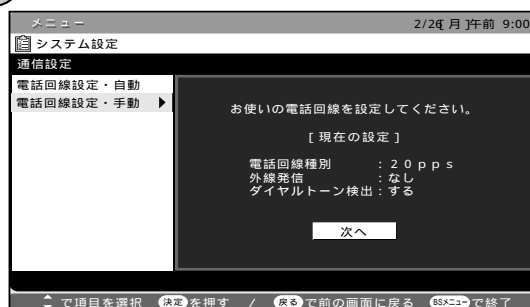 メニュー 2/26[月]午前 9:00
システム設定
通信設定
電話回線設定・自動
電話回線設定・手動
お使いの電話回線を設定してください。
[現在の設定]
電話回線種別 :20pps
外線発信 :なし
ダイヤルトーン検出:する
次へ
で項目を選択 決定を押す / 戻るで前の画面に戻る BSメニューで終了